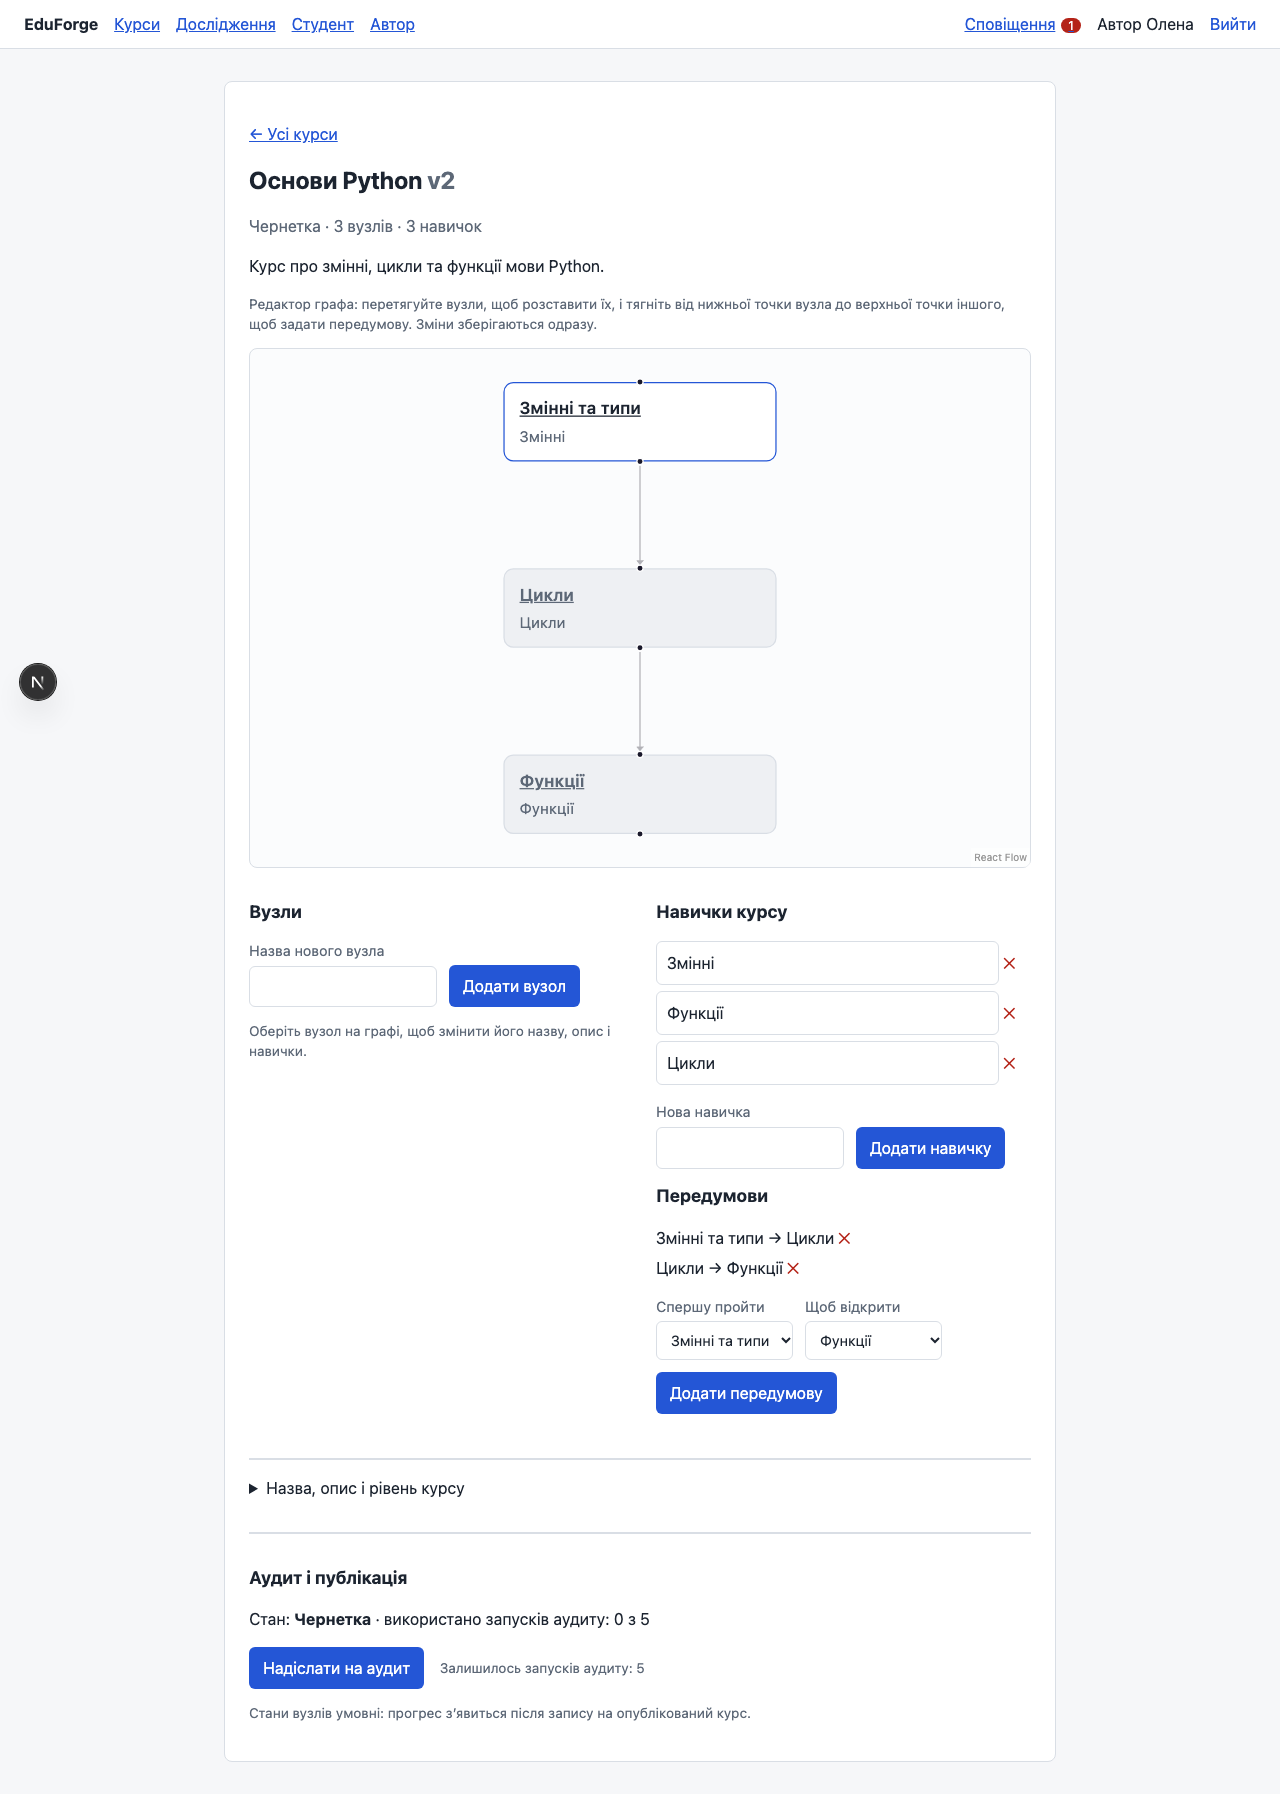 EduForge Курси Дослідження Студент Автор Сповіщення 1 Автор Олена Вийти
← Усі курси
Основи Python v2
Чернетка · 3 вузлів · 3 навичок
Курс про змінні, цикли та функції мови Python.
Редактор графа: перетягуйте вузли, щоб розставити їх, і тягніть від нижньої точки вузла до верхньої точки іншого,
щоб задати передумову. Зміни зберігаються одразу.
Змінні та типи
Змінні
Цикли
Цикли
Функції
Функції
React Flow
Вузли
Назва нового вузла
Додати вузол
Оберіть вузол на графі, щоб змінити його назву, опис і
навички.
Навички курсу
Змінні
Функції
Цикли
Нова навичка
Додати навичку
Передумови
Змінні та типи → Цикли
Цикли → Функції
Спершу пройти Щоб відкрити
Змінні та типи Функції
Додати передумову
Назва, опис і рівень курсу
Аудит і публікація
Стан: Чернетка · використано запусків аудиту: 0 з 5
Надіслати на аудит Залишилось запусків аудиту: 5
Стани вузлів умовні: прогрес з’явиться після запису на опублікований курс.
N